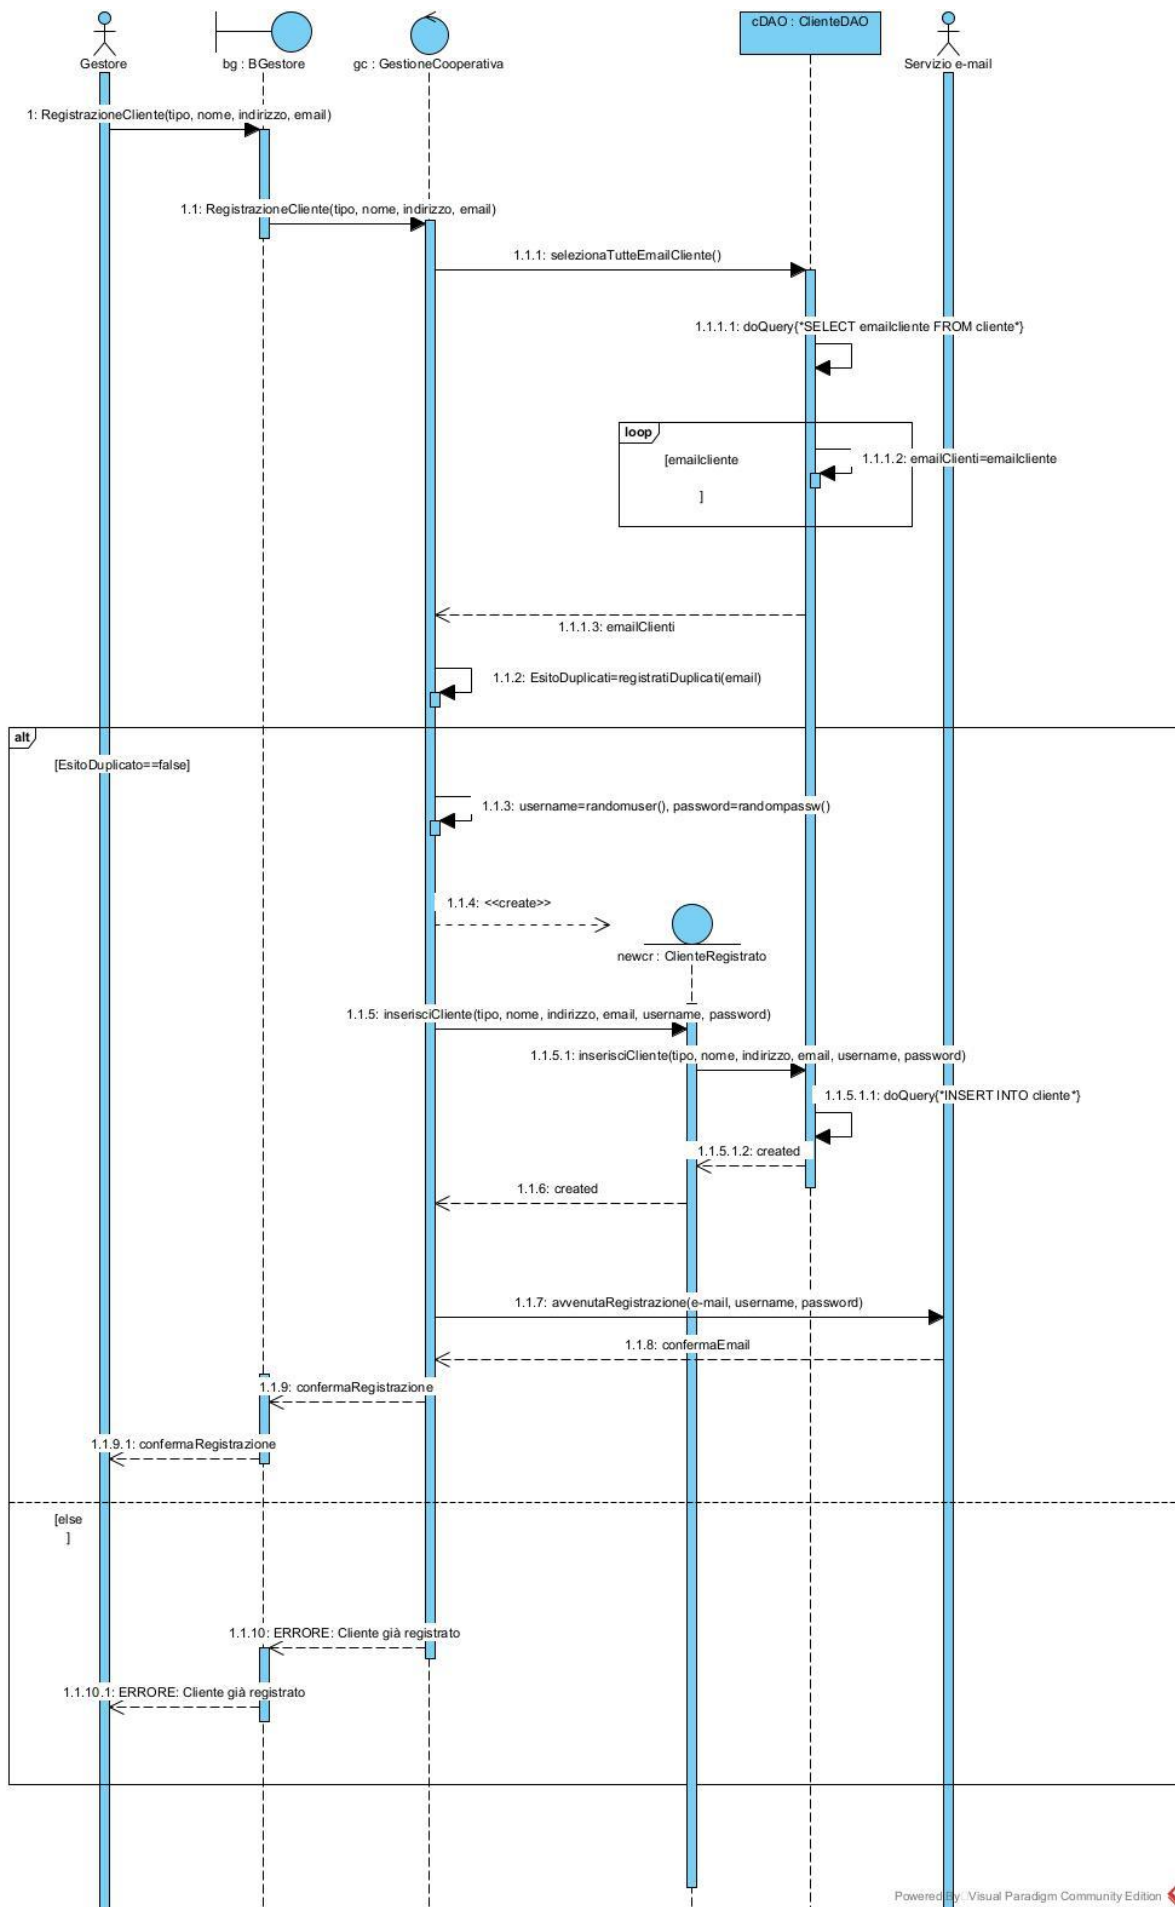 cDAO : ClienteDAO
Gestore
bg : BGestore
gc : GestioneCooperativa
Servizio e-mail
1: RegistrazioneCliente(tipo, nome, indirizzo, email)
1.1: RegistrazioneCliente(tipo, nome, indirizzo, email)
1.1.1: selezionaTutteEmailCliente()
1.1.1.1: doQuery{*SELECT emailcliente FROM cliente*}
loop
[emailcliente
]
1.1.1.2: emailClienti=emailcliente
1.1.1.3: emailClienti
1.1.2: EsitoDuplicati=registratiDuplicati(email)
alt
[EsitoDuplicato==false]
1.1.3: username=randomuser(), password=randompassw()
1.1.4: <<create>>
newcr : ClienteRegistrato
1.1.5: inserisciCliente(tipo, nome, indirizzo, email, username, password)
1.1.5.1: inserisciCliente(tipo, nome, indirizzo, email, username, password)
1.1.5.1.1: doQuery{*INSERT INTO cliente*}
1.1.5.1.2: created
1.1.6: created
1.1.7: avvenutaRegistrazione(e-mail, username, password)
1.1.8: confermaEmail
1.1.9: confermaRegistrazione
1.1.9.1: confermaRegistrazione
[else
]
1.1.10: ERRORE: Cliente già registrato
1.1.10.1: ERRORE: Cliente già registrato
Powered By Visual Paradigm Community Edition